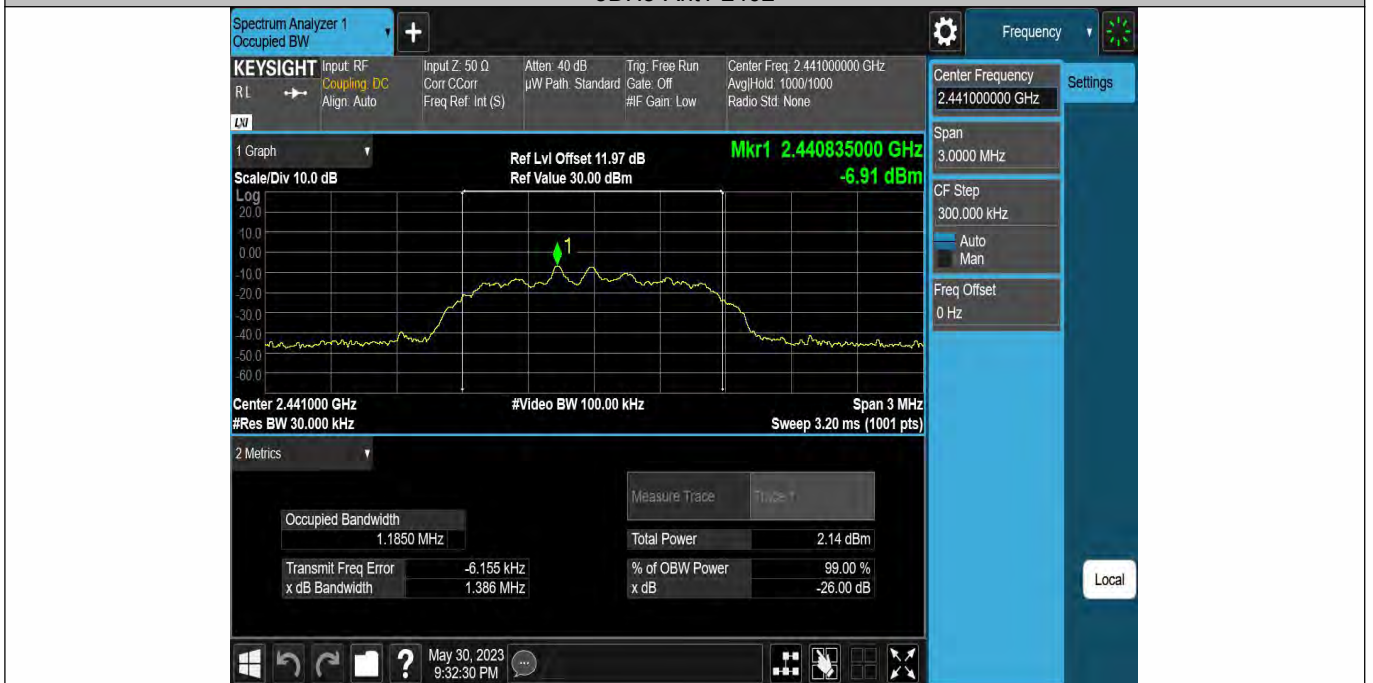 Spectrum Analyzer 1
Occupied BW
+
Frequency
KEYSIGHT
RL
LXI
Input: RF
Coupling: DC
Align: Auto
Input Z: 50 Ω
Corr CCorr
Freq Ref: Int (S)
Atten: 40 dB
µW Path: Standard
Trig: Free Run
Gate: Off
#IF Gain: Low
Center Freq: 2.441000000 GHz
Avg|Hold: 1000/1000
Radio Std: None
Center Frequency
2.441000000 GHz
Settings
Span
3.0000 MHz
CF Step
300.000 kHz
Auto
Man
Freq Offset
0 Hz
Local
1 Graph
Scale/Div 10.0 dB
Ref Lvl Offset 11.97 dB
Ref Value 30.00 dBm
Mkr1 2.440835000 GHz
-6.91 dBm
Log
20.0
10.0
0.00
-10.0
-20.0
-30.0
-40.0
-50.0
-60.0
1
Center 2.441000 GHz
#Res BW 30.000 kHz
#Video BW 100.00 kHz
Span 3 MHz
Sweep 3.20 ms (1001 pts)
2 Metrics
Measure Trace
Trace 1
Occupied Bandwidth
1.1850 MHz
Total Power 2.14 dBm
Transmit Freq Error -6.155 kHz
% of OBW Power 99.00 %
x dB Bandwidth 1.386 MHz
x dB -26.00 dB
?
May 30, 2023
9:32:30 PM